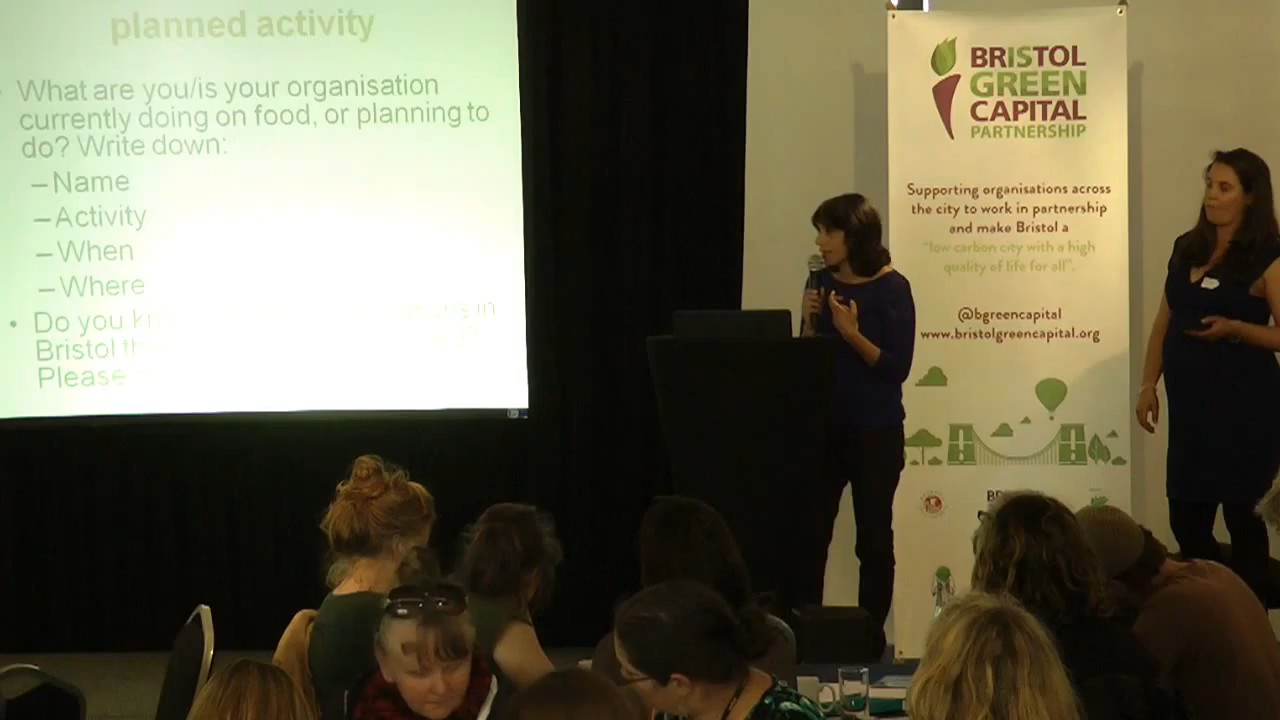 planned activity
• What are you/is your organisation
currently doing on food, or planning to
do? Write down:
– Name
– Activity
– When
– Where
• Do you in
Bristol
Please
BRISTOL
GREEN
CAPITAL
PARTNERSHIP
Supporting organisations across
the city to work in partnership
and make Bristol a
“low carbon city with a high
quality of life for all”.
@bgreencapital
www.bristolgreencapital.org